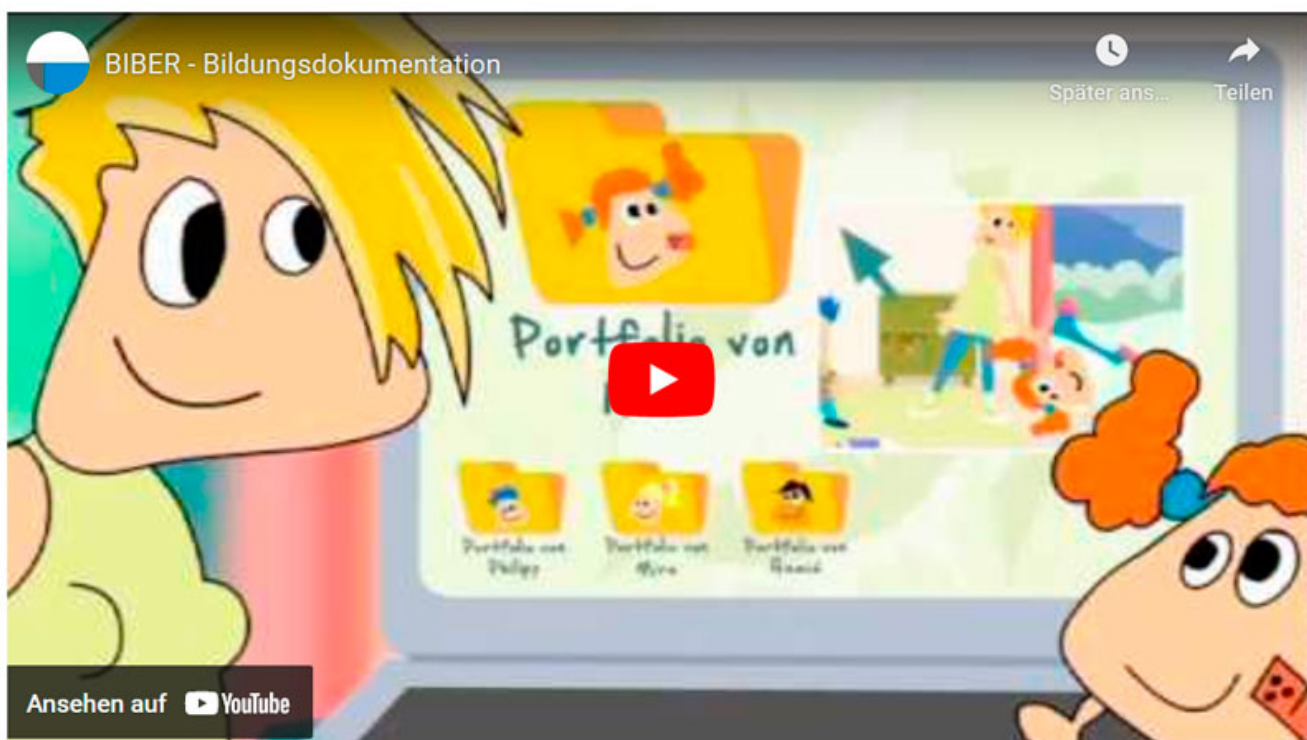 BIBER - Bildungsdokumentation
Später ans...
Teilen
Portfolio von
Portfolio von
Philipp
Portfolio von
Portfolio von
Ansehen auf YouTube